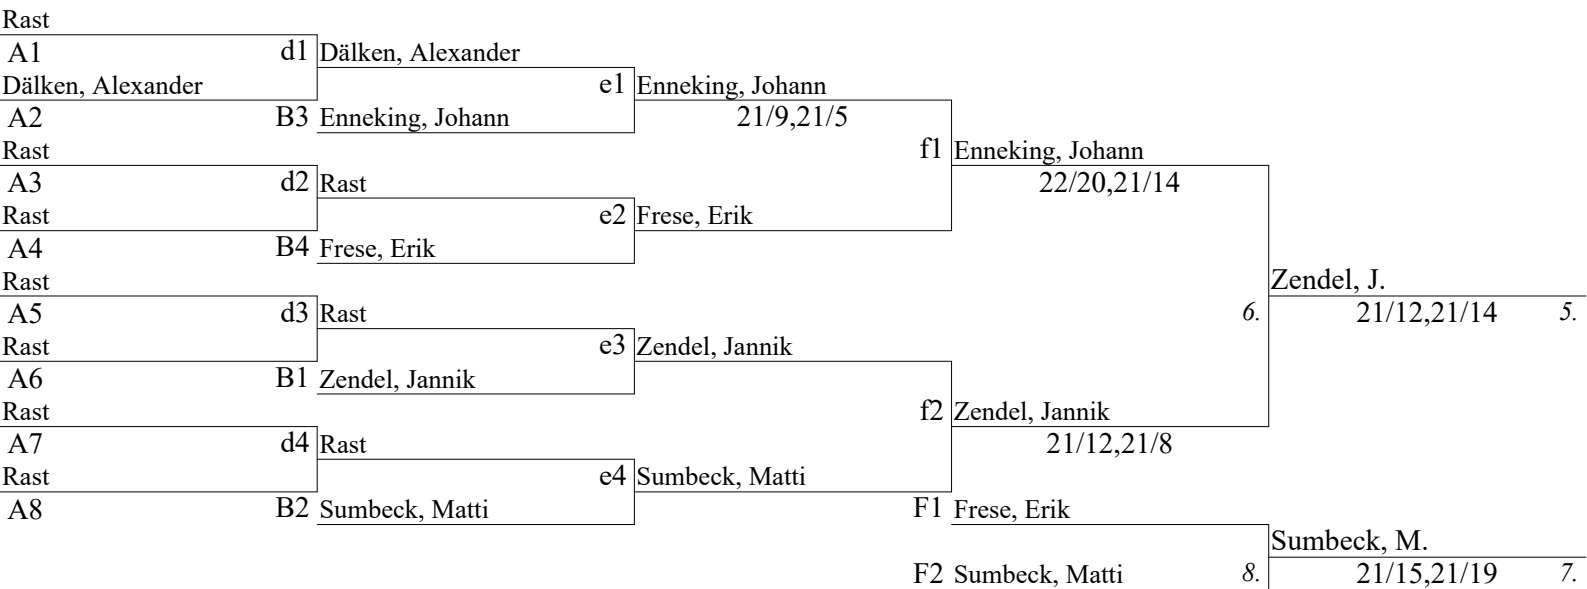 Rast
A1 d1 Dälken, Alexander
Dälken, Alexander e1 Enneking, Johann
A2 B3 Enneking, Johann 21/9,21/5
Rast f1 Enneking, Johann
A3 d2 Rast 22/20,21/14
Rast e2 Frese, Erik
A4 B4 Frese, Erik
Rast Zendel, J.
A5 d3 Rast 6. 21/12,21/14 5.
Rast e3 Zendel, Jannik
A6 B1 Zendel, Jannik
Rast f2 Zendel, Jannik
A7 d4 Rast 21/12,21/8
Rast e4 Sumbeck, Matti
A8 B2 Sumbeck, Matti F1 Frese, Erik
Sumbeck, M.
F2 Sumbeck, Matti 8. 21/15,21/19 7.